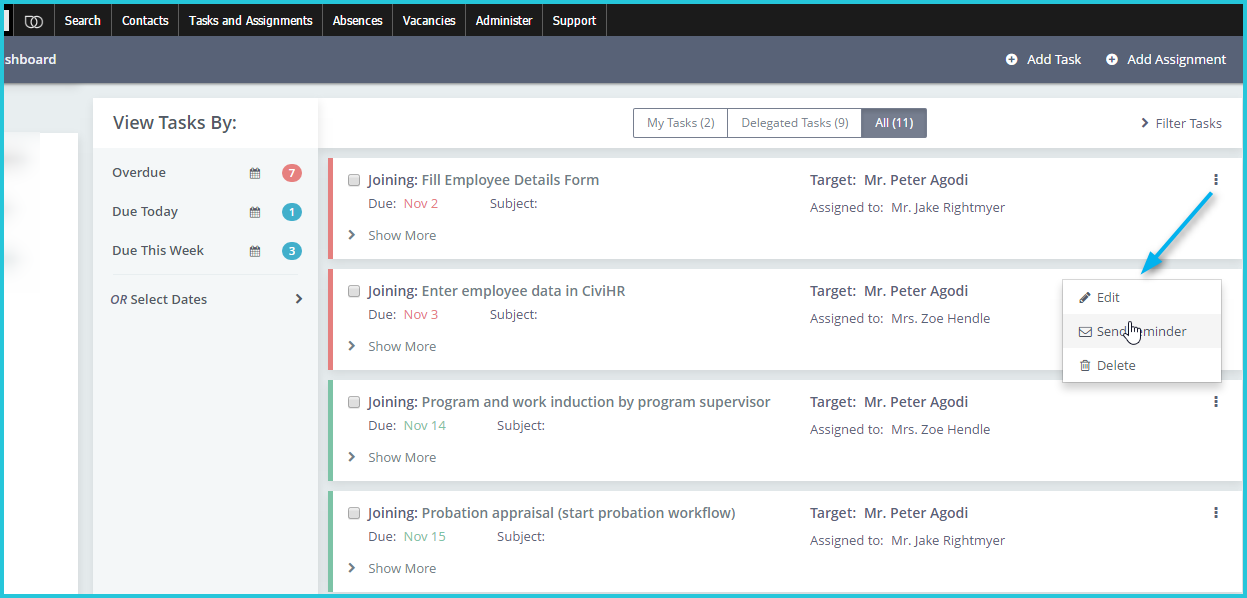 Search Contacts Tasks and Assignments Absences Vacancies Administer Support
shboard Add Task Add Assignment
View Tasks By:
My Tasks (2) Delegated Tasks (9) All (11)
Filter Tasks
Overdue 7
Due Today 1
Due This Week 3
OR Select Dates
Joining: Fill Employee Details Form
Target: Mr. Peter Agodi
Due: Nov 2 Subject:
Assigned to: Mr. Jake Rightmyer
Show More
Joining: Enter employee data in CiviHR
Target: Mr. Peter Agodi
Due: Nov 3 Subject:
Assigned to: Mrs. Zoe Hendle
Show More
Edit
Send Reminder
Delete
Joining: Program and work induction by program supervisor
Target: Mr. Peter Agodi
Due: Nov 14 Subject:
Assigned to: Mrs. Zoe Hendle
Show More
Joining: Probation appraisal (start probation workflow)
Target: Mr. Peter Agodi
Due: Nov 15 Subject:
Assigned to: Mr. Jake Rightmyer
Show More